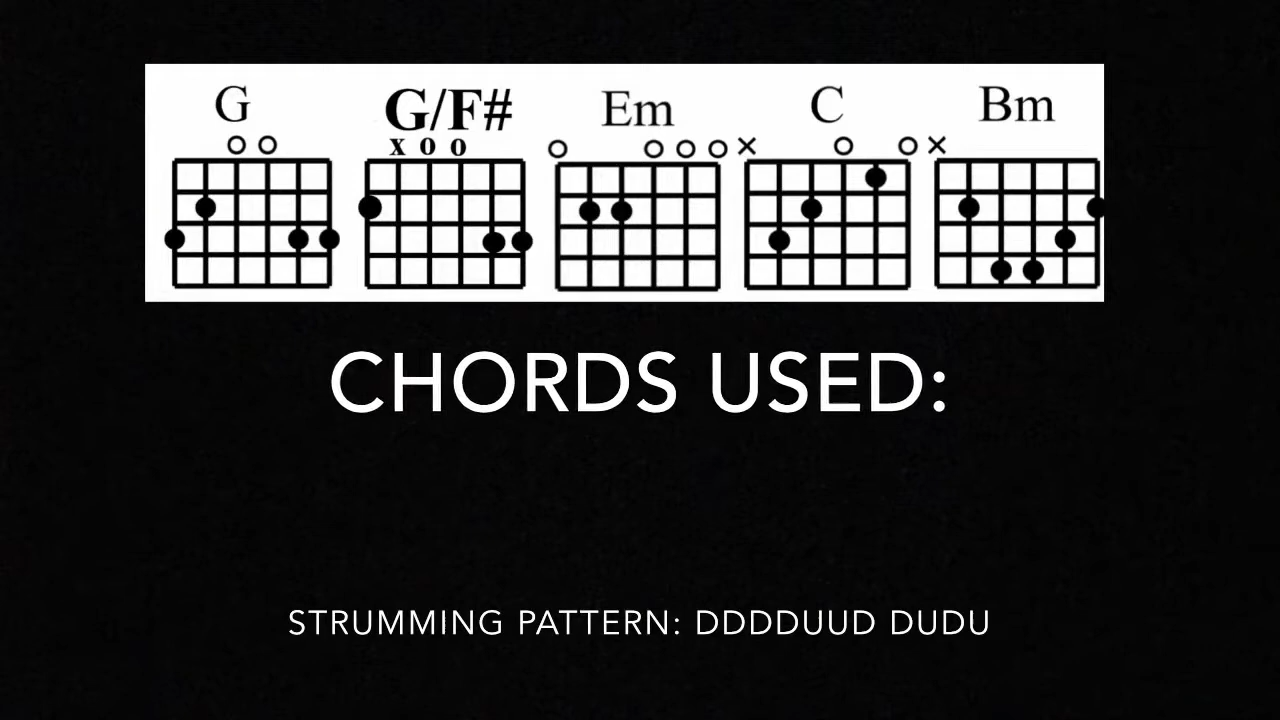 G G/F# Em C Bm
o o x o o o o o o x o o x
CHORDS USED:
STRUMMING PATTERN: DDDDUUD DUDU